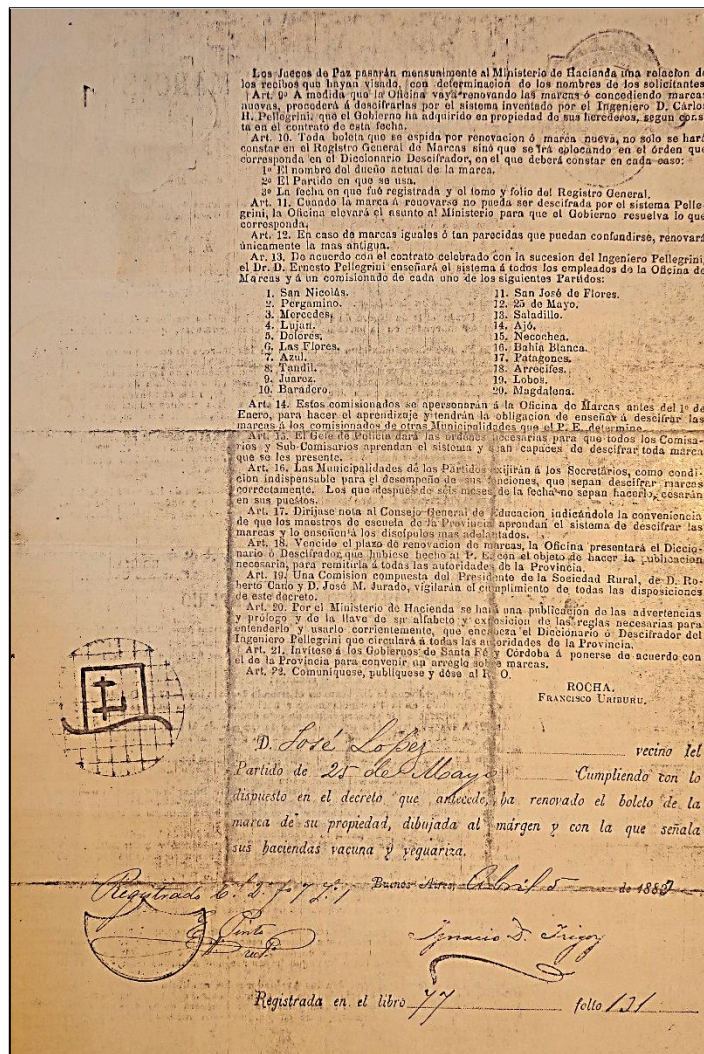 Los Jueces de Paz pasarán mensualmente al Ministerio de Hacienda una relacion de
los recibos que hayan visado, con determinacion de los nombres de los solicitantes.
Art. 9º A medida que la Oficina vaya renovando las marcas ó concediendo marcas
nuevas, procederá á descifrarlas por el sistema inventado por el Ingeniero D. Cárlos
H. Pellegrini, que el Gobierno ha adquirido en propiedad de sus herederos, segun cons
ta en el contrato de esta fecha.
Art. 10. Toda boleta que se espida por renovacion ó marca nueva, no solo se hará
constar en el Registro General de Marcas sinó que se irá colocando en el órden que
corresponda en el Diccionario Descifrador, en el que deberá constar en cada caso:
1º El nombre del dueño actual de la marca.
2º El Partido en que se usa.
3º La fecha en que fué registrada y el tomo y folio del Registro General.
Art. 11. Cuando la marca á renovarse no pueda ser descifrada por el sistema Pelle-
grini, la Oficina elevará el asunto al Ministerio para que el Gobierno resuelva lo que
corresponda.
Art. 12. En caso de marcas iguales ó tan parecidas que puedan confundirse, renovará
únicamente la mas antigua.
Ar. 13. De acuerdo con el contrato celebrado con la sucesion del Ingeniero Pellegrini,
el Dr. D. Ernesto Pellegrini enseñará el sistema á todos los empleados de la Oficina de
Marcas y á un comisionado de cada uno de los siguientes Partidos:
1. San Nicolás.
2. Pergamino.
3. Mercedes.
4. Lujan.
5. Dolores.
6. Las Flores.
7. Azul.
8. Tandil.
9. Juarez.
10. Baradero.
11. San José de Flores.
12. 25 de Mayo.
13. Saladillo.
14. Ajó.
15. Necochea.
16. Bahía Blanca.
17. Patagones.
18. Arrecifes.
19. Lobos.
20. Magdalena.
Art. 14. Estos comisionados se apersonarán á la Oficina de Marcas antes del 1º de
Enero, para hacer el aprendizaje y tendrán la obligacion de enseñar á descifrar las
marcas á los comisionados de otras Municipalidades que el P. E. determine.
Art. 15. El Gefe de Policía dará las órdenes necesarias para que todos los Comisa-
rios y Sub-Comisarios aprendan el sistema y sean capaces de descifrar toda marca
que se les presente.
Art. 16. Las Municipalidades de los Partidos exijirán á los Secretarios, como condi-
cion indispensable para el desempeño de sus funciones, que sepan descifrar marcas
correctamente. Los que despues de seis meses de la fecha no sepan hacerlo, cesarán
en sus puestos.
Art. 17. Dirijase nota al Consejo General de Educacion indicándole la conveniencia
de que los maestros de escuela de la Provincia aprendan el sistema de descifrar las
marcas y lo enseñen á los discípulos mas adelantados.
Art. 18. Vencido el plazo de renovacion de marcas, la Oficina presentará el Diccio-
nario ó Descifrador que hubiese hecho al P. E. con el objeto de hacer la publicacion
necesaria, para remitirla á todas las autoridades de la Provincia.
Art. 19. Una Comision compuesta del Presidente de la Sociedad Rural, de D. Ro-
berto Cano y D. José M. Jurado, vigilarán el cumplimiento de todas las disposiciones
de este decreto.
Art. 20. Por el Ministerio de Hacienda se hará una publicacion de las advertencias
y prólogo y de la llave de su alfabeto y exposicion de las reglas necesarias para
entenderlo y usarlo corrientemente, que encabeza el Diccionario ó Descifrador del
Ingeniero Pellegrini que circulará á todas las autoridades de la Provincia.
Art. 21. Invítese á los Gobiernos de Santa Fé y Córdoba á ponerse de acuerdo con
el de la Provincia para convenir un arreglo sobre marcas.
Art. 22. Comuníquese, publíquese y dése al R. O.
ROCHA.
FRANCISCO URIBURU.
D. José Lopez vecino del
Partido de 25 de Mayo Cumpliendo con lo
dispuesto en el decreto que antecede, ha renovado el boleto de la
marca de su propiedad, dibujada al márgen y con la que señala
sus haciendas vacuna y yeguariza.
Registrado Buenos Aires, Abril 5 de 188
E. Pinto
Ignacio D. Irigoy
Registrada en el libro 77 folio 131